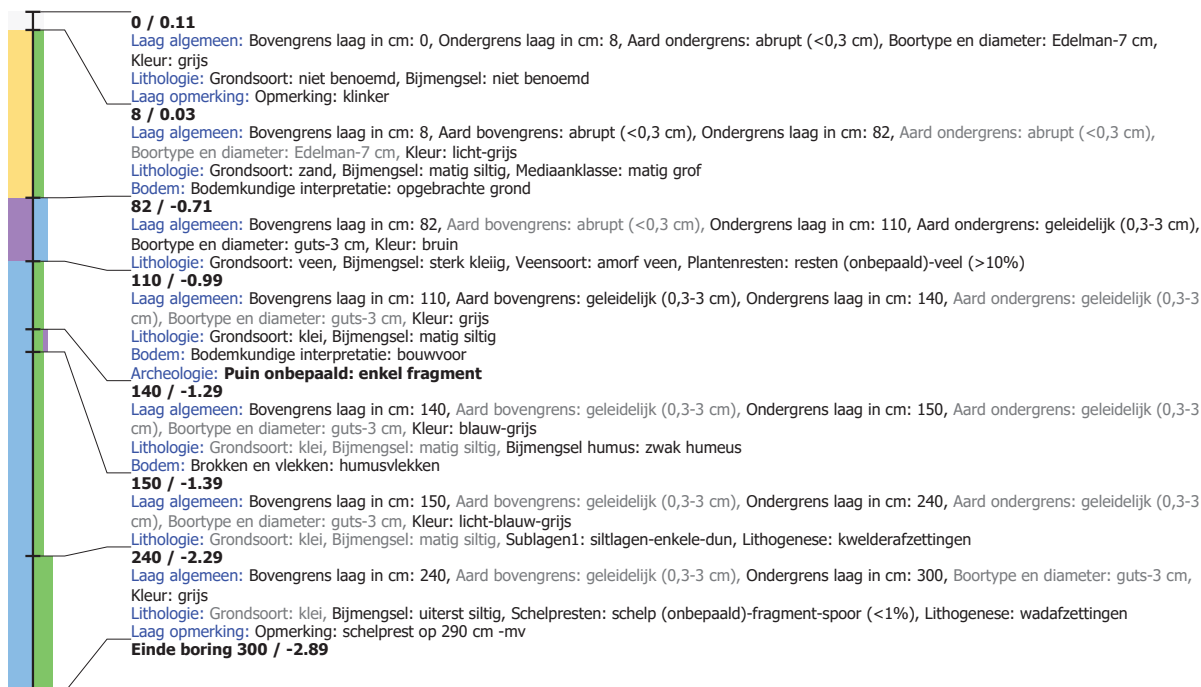 0 / 0.11
Laag algemeen: Bovengrens laag in cm: 0, Ondergrens laag in cm: 8, Aard ondergrens: abrupt (<0,3 cm), Boortype en diameter: Edelman-7 cm,
Kleur: grijs
Lithologie: Grondsoort: niet benoemd, Bijmengsel: niet benoemd
Laag opmerking: Opmerking: klinker
8 / 0.03
Laag algemeen: Bovengrens laag in cm: 8, Aard bovengrens: abrupt (<0,3 cm), Ondergrens laag in cm: 82, Aard ondergrens: abrupt (<0,3 cm),
Boortype en diameter: Edelman-7 cm, Kleur: licht-grijs
Lithologie: Grondsoort: zand, Bijmengsel: matig siltig, Mediaanklasse: matig grof
Bodem: Bodemkundige interpretatie: opgebrachte grond
82 / -0.71
Laag algemeen: Bovengrens laag in cm: 82, Aard bovengrens: abrupt (<0,3 cm), Ondergrens laag in cm: 110, Aard ondergrens: geleidelijk (0,3-3 cm),
Boortype en diameter: guts-3 cm, Kleur: bruin
Lithologie: Grondsoort: veen, Bijmengsel: sterk kleiig, Veensoort: amorf veen, Plantenresten: resten (onbepaald)-veel (>10%)
110 / -0.99
Laag algemeen: Bovengrens laag in cm: 110, Aard bovengrens: geleidelijk (0,3-3 cm), Ondergrens laag in cm: 140, Aard ondergrens: geleidelijk (0,3-3
cm), Boortype en diameter: guts-3 cm, Kleur: grijs
Lithologie: Grondsoort: klei, Bijmengsel: matig siltig
Bodem: Bodemkundige interpretatie: bouwvoor
Archeologie: Puin onbepaald: enkel fragment
140 / -1.29
Laag algemeen: Bovengrens laag in cm: 140, Aard bovengrens: geleidelijk (0,3-3 cm), Ondergrens laag in cm: 150, Aard ondergrens: geleidelijk (0,3-3
cm), Boortype en diameter: guts-3 cm, Kleur: blauw-grijs
Lithologie: Grondsoort: klei, Bijmengsel: matig siltig, Bijmengsel humus: zwak humeus
Bodem: Brokken en vlekken: humusvlekken
150 / -1.39
Laag algemeen: Bovengrens laag in cm: 150, Aard bovengrens: geleidelijk (0,3-3 cm), Ondergrens laag in cm: 240, Aard ondergrens: geleidelijk (0,3-3
cm), Boortype en diameter: guts-3 cm, Kleur: licht-blauw-grijs
Lithologie: Grondsoort: klei, Bijmengsel: matig siltig, Sublagen1: siltlagen-enkele-dun, Lithogenese: kwelderafzettingen
240 / -2.29
Laag algemeen: Bovengrens laag in cm: 240, Aard bovengrens: geleidelijk (0,3-3 cm), Ondergrens laag in cm: 300, Boortype en diameter: guts-3 cm,
Kleur: grijs
Lithologie: Grondsoort: klei, Bijmengsel: uiterst siltig, Schelpresten: schelp (onbepaald)-fragment-spoor (<1%), Lithogenese: wadafzettingen
Laag opmerking: Opmerking: schelprest op 290 cm -mv
Einde boring 300 / -2.89